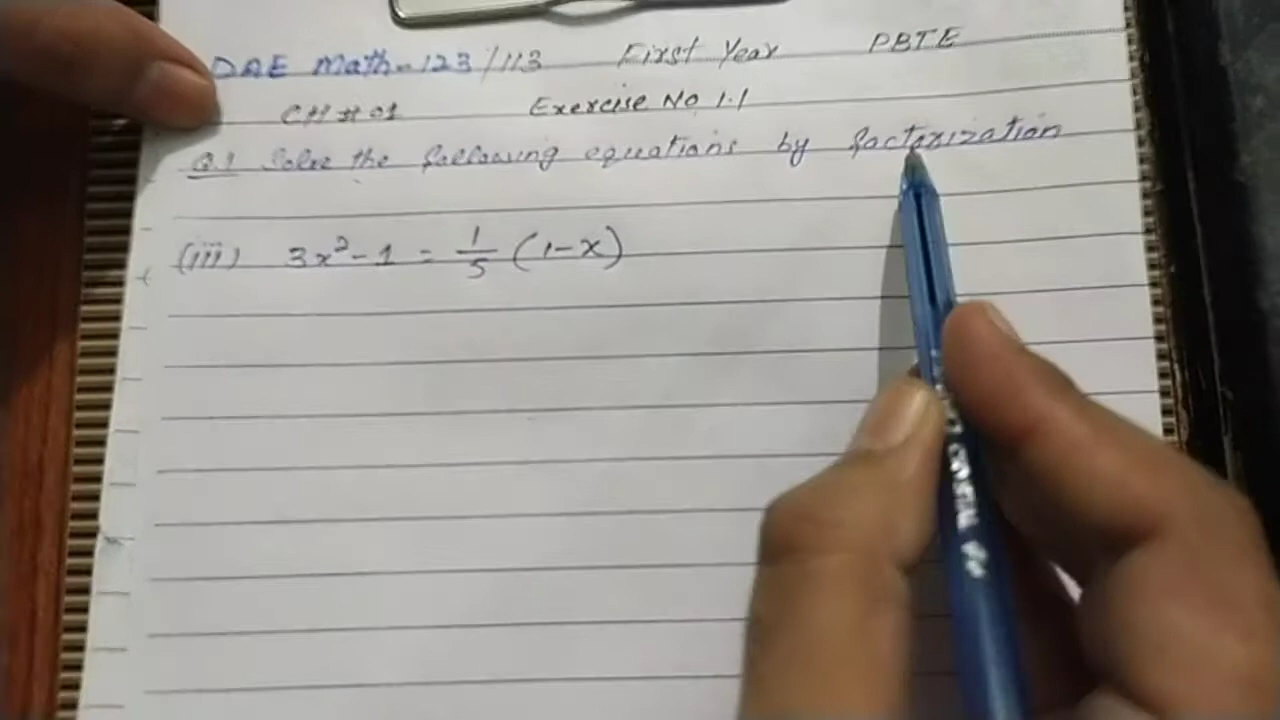 DAE Math-123/113 First Year PBTE
CH # 01 Exercise No 1.1
Q.1 Solve the following equations by factorization
(iii) 3x² - 1 = 1/5 (1-x)